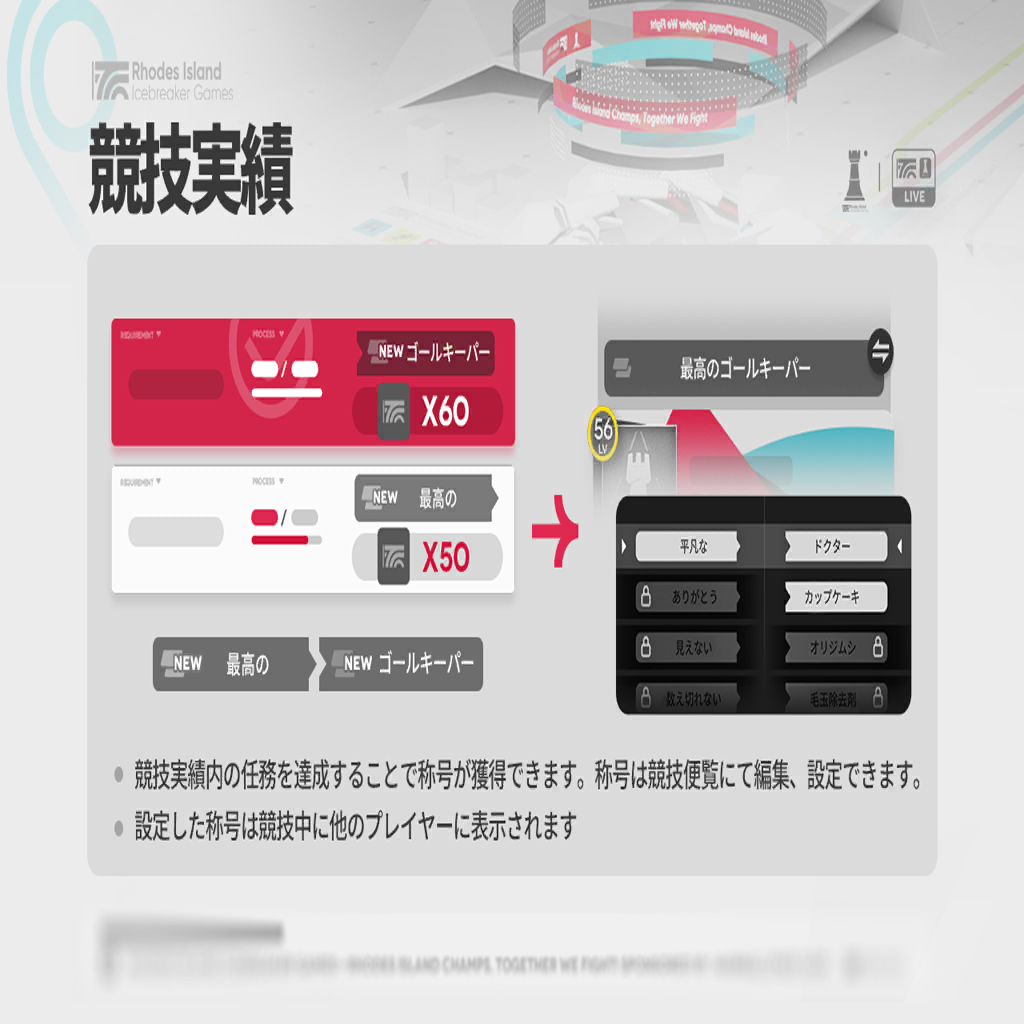 Rhodes Island
Icebreaker Games
競技実績
Rhodes Island Champs, Together We Fight
Rhodes Island Champs, Together We Fight
LIVE
REQUIREMENT
PROCESS
/
NEW ゴールキーパー
X60
REQUIREMENT
PROCESS
/
NEW 最高の
X50
NEW 最高の
NEW ゴールキーパー
最高のゴールキーパー
56
LV
平凡な
ドクター
ありがとう
カップケーキ
見えない
オリジムシ
数え切れない
毛玉除去剤
競技実績内の任務を達成することで称号が獲得できます。称号は競技便覧にて編集、設定できます。
設定した称号は競技中に他のプレイヤーに表示されます
RHODES ISLAND CHAMPS, TOGETHER WE FIGHT